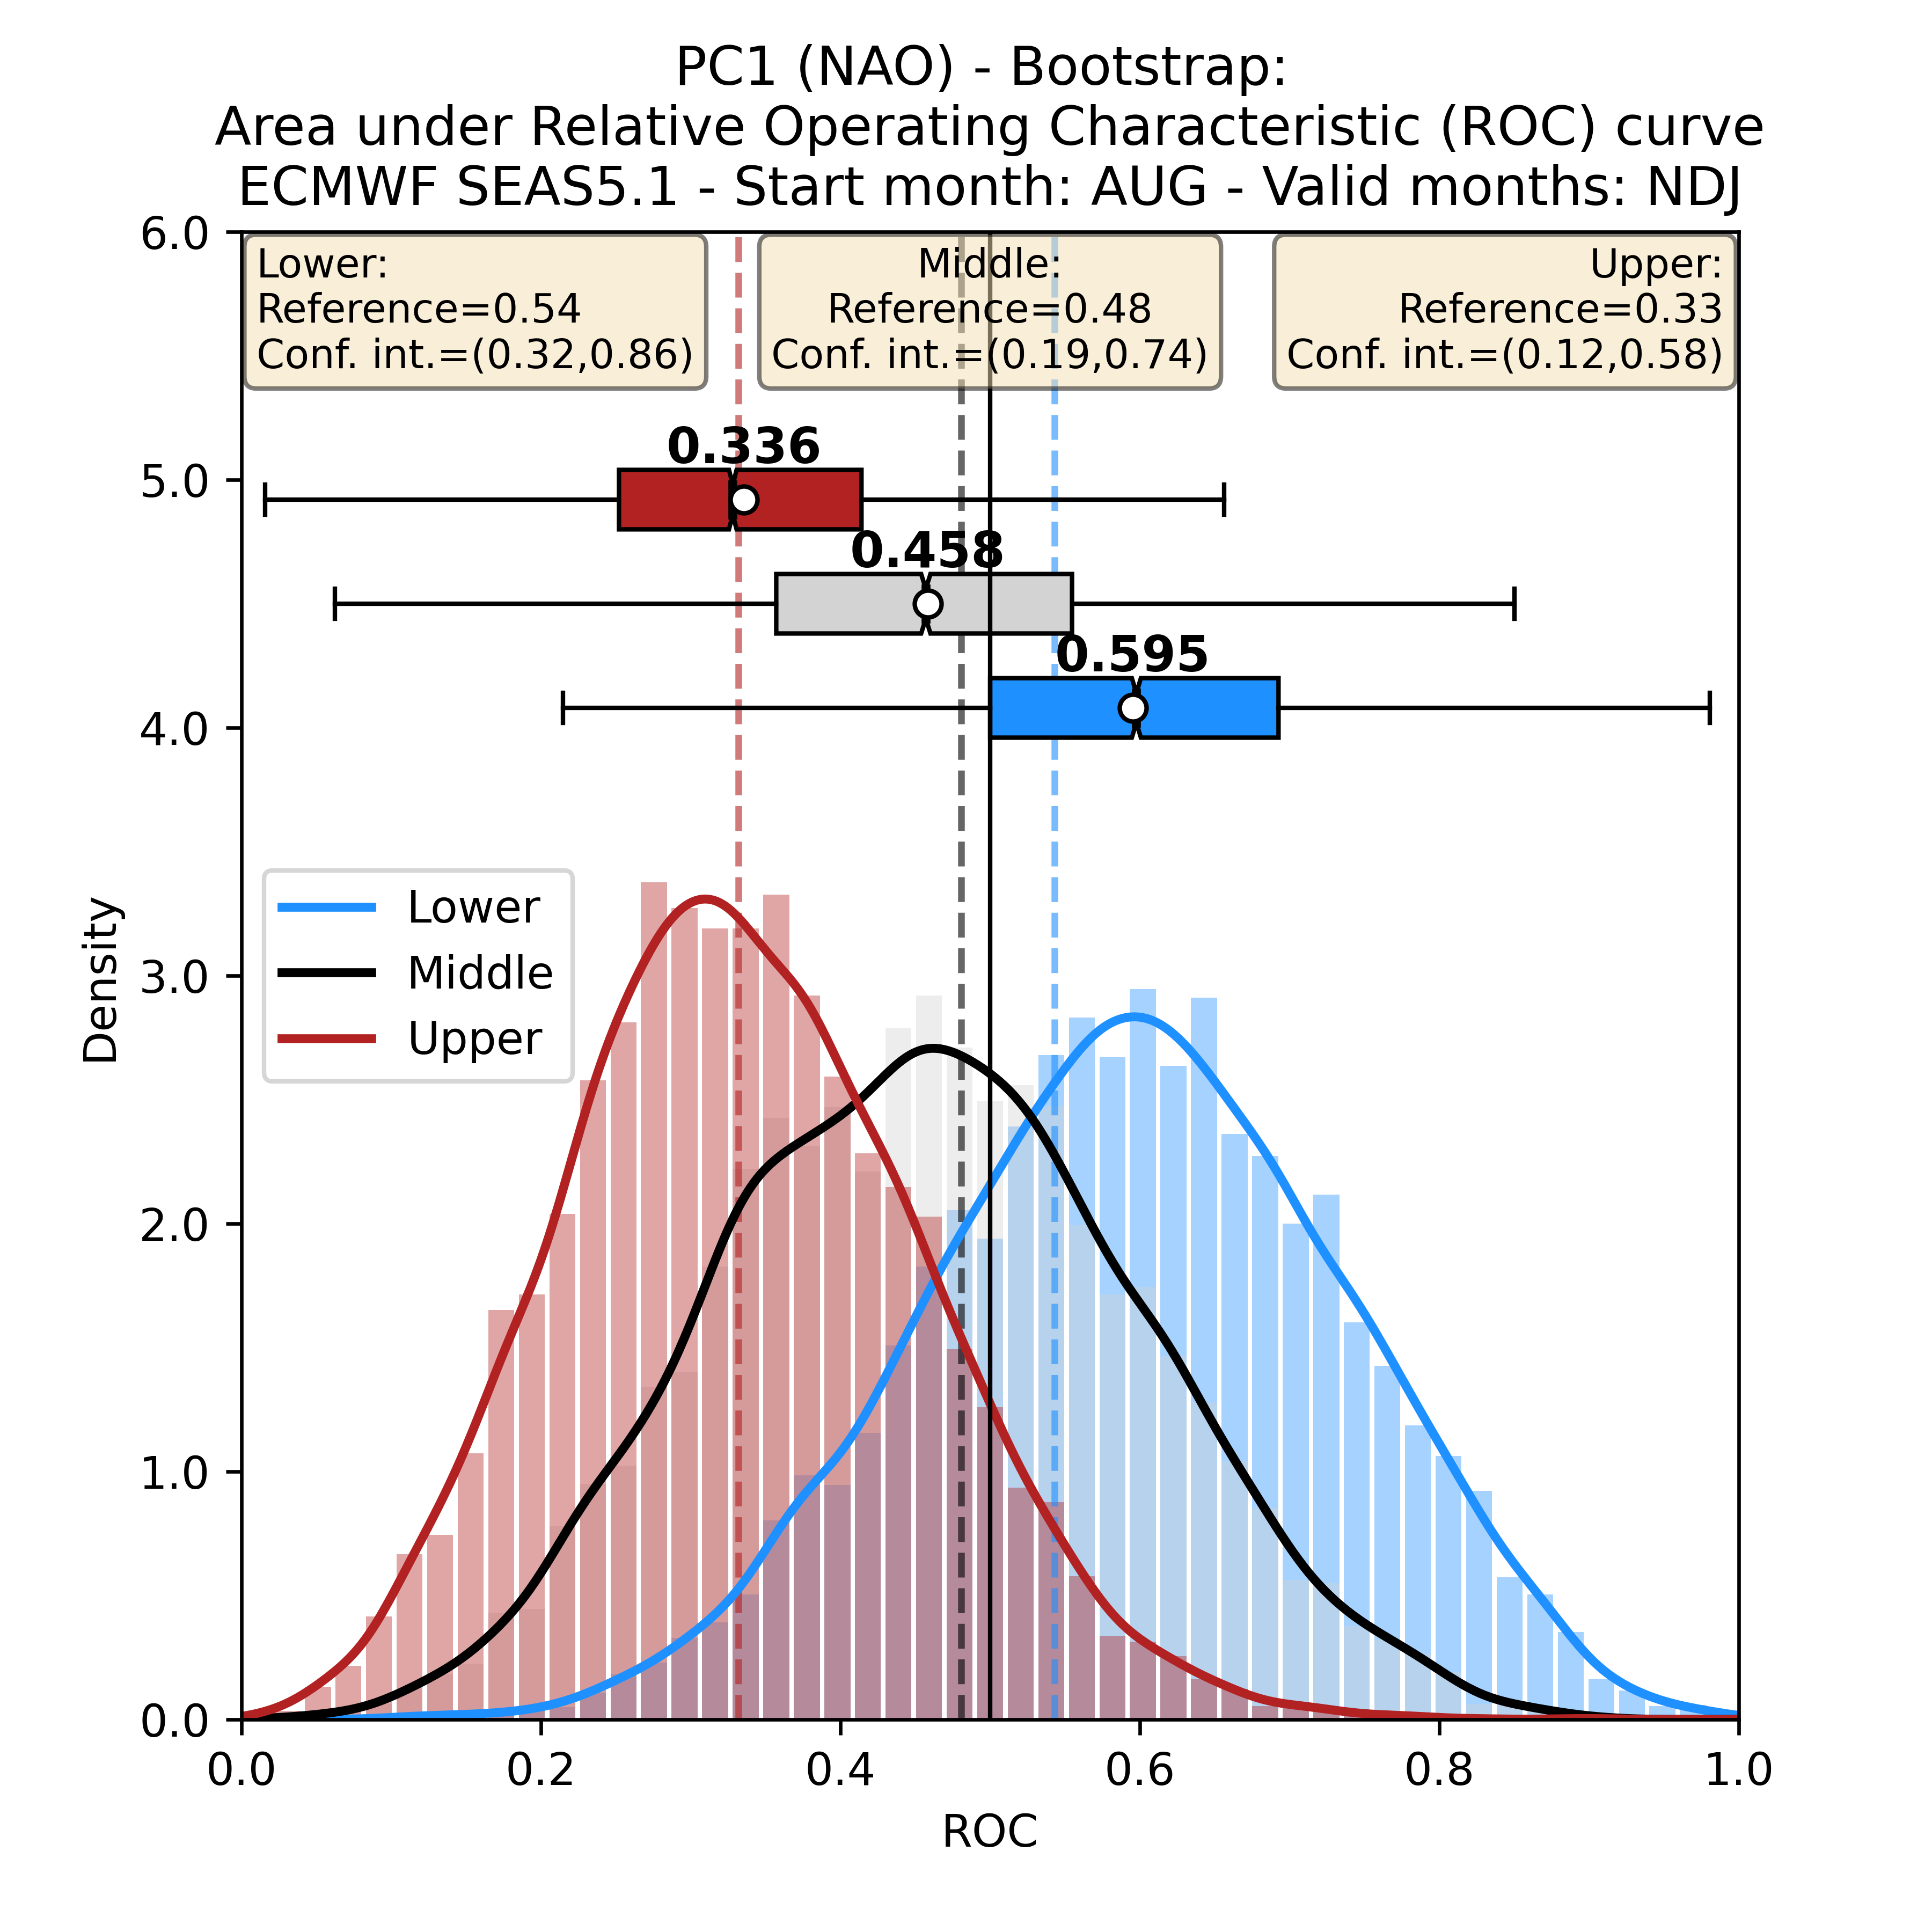 PC1 (NAO) - Bootstrap:
Area under Relative Operating Characteristic (ROC) curve
ECMWF SEAS5.1 - Start month: AUG - Valid months: NDJ
Lower:
Reference=0.54
Conf. int.=(0.32,0.86)
Middle:
Reference=0.48
Conf. int.=(0.19,0.74)
Upper:
Reference=0.33
Conf. int.=(0.12,0.58)
0.336
0.458
0.595
Lower
Middle
Upper
Density
6.0
5.0
4.0
3.0
2.0
1.0
0.0
0.0 0.2 0.4 0.6 0.8 1.0
ROC